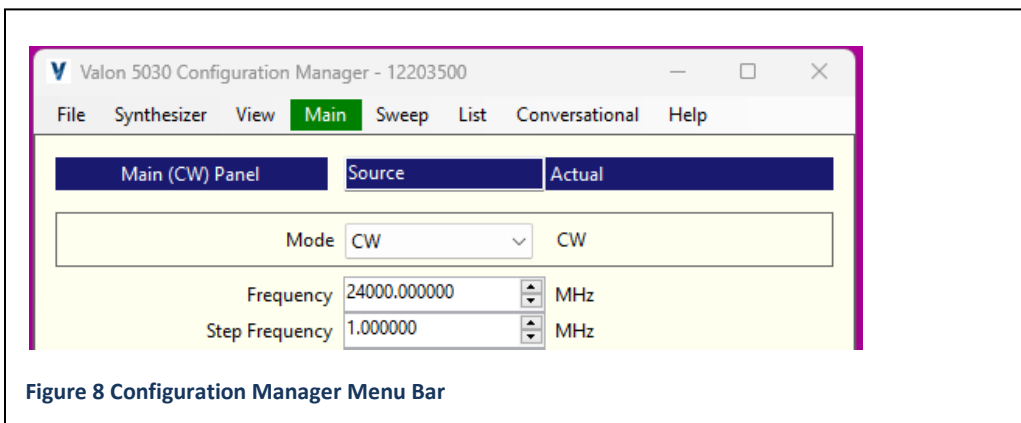 Valon 5030 Configuration Manager - 12203500
File Synthesizer View Main Sweep List Conversational Help
Main (CW) Panel Source Actual
Mode CW CW
Frequency 24000.000000 MHz
Step Frequency 1.000000 MHz
Figure 8 Configuration Manager Menu Bar